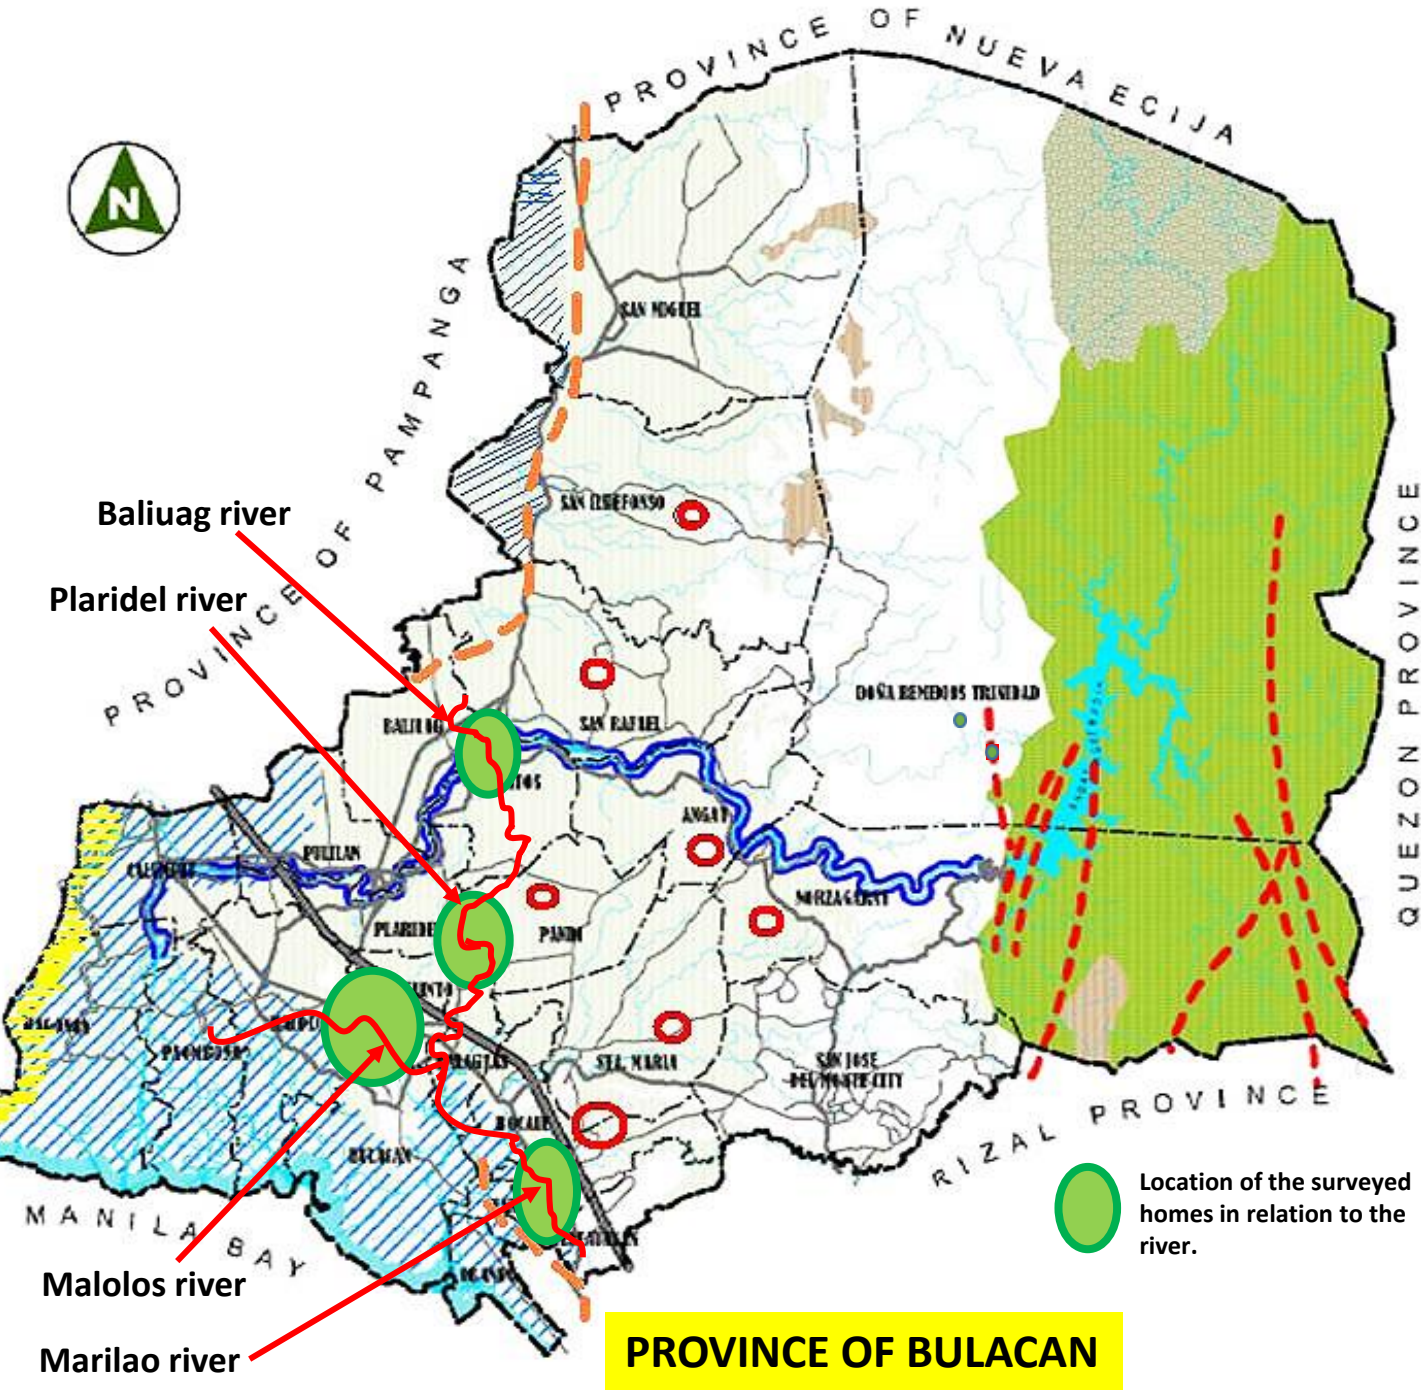 PROVINCE OF NUEVA ECIJA
N
PROVINCE OF PAMPANGA
SAN MIGUEL
QUEZON PROVINCE
Baliuag river
SAN ILDEFONSO
Plaridel river
DOÑA REMEDIOS TRINIDAD
BALIUAG
SAN RAFAEL
ANGAT
PULILAN
NORZAGARAY
PLARIDE
PANDI
PAOMBONG
STA. MARIA
SAN JOSE
DEL MONTE CITY
BOCAUE
BULACAN
RIZAL PROVINCE
MANILA BAY
Location of the surveyed
homes in relation to the
river.
Malolos river
Marilao river
PROVINCE OF BULACAN